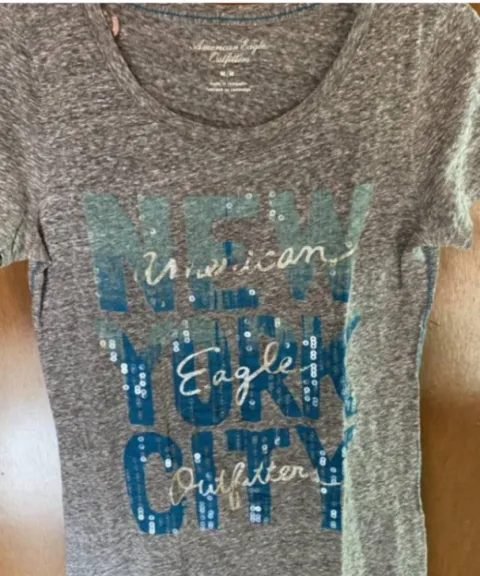 American Eagle
Outfitters
M/M
NEW
American
YORK
Eagle
CITY
Outfitters